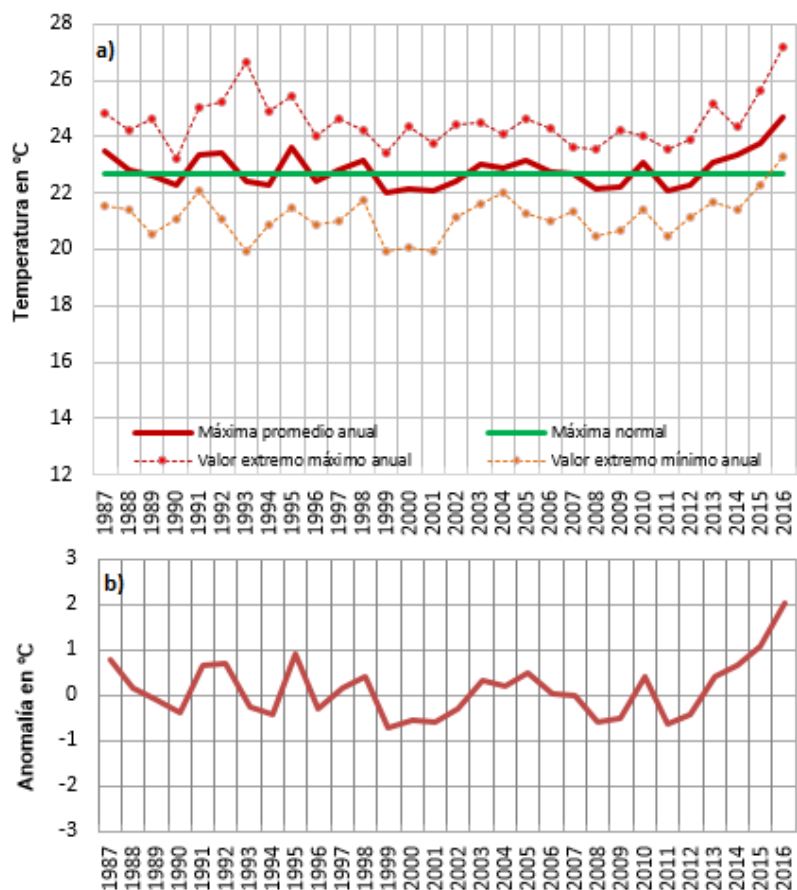 a)
Temperatura en °C
28
26
24
22
20
18
16
14
12
Máxima promedio anual
Máxima normal
Valor extremo máximo anual
Valor extremo mínimo anual
1987 1988 1989 1990 1991 1992 1993 1994 1995 1996 1997 1998 1999 2000 2001 2002 2003 2004 2005 2006 2007 2008 2009 2010 2011 2012 2013 2014 2015 2016
b)
Anomalía en °C
3
2
1
0
-1
-2
-3
1987 1988 1989 1990 1991 1992 1993 1994 1995 1996 1997 1998 1999 2000 2001 2002 2003 2004 2005 2006 2007 2008 2009 2010 2011 2012 2013 2014 2015 2016